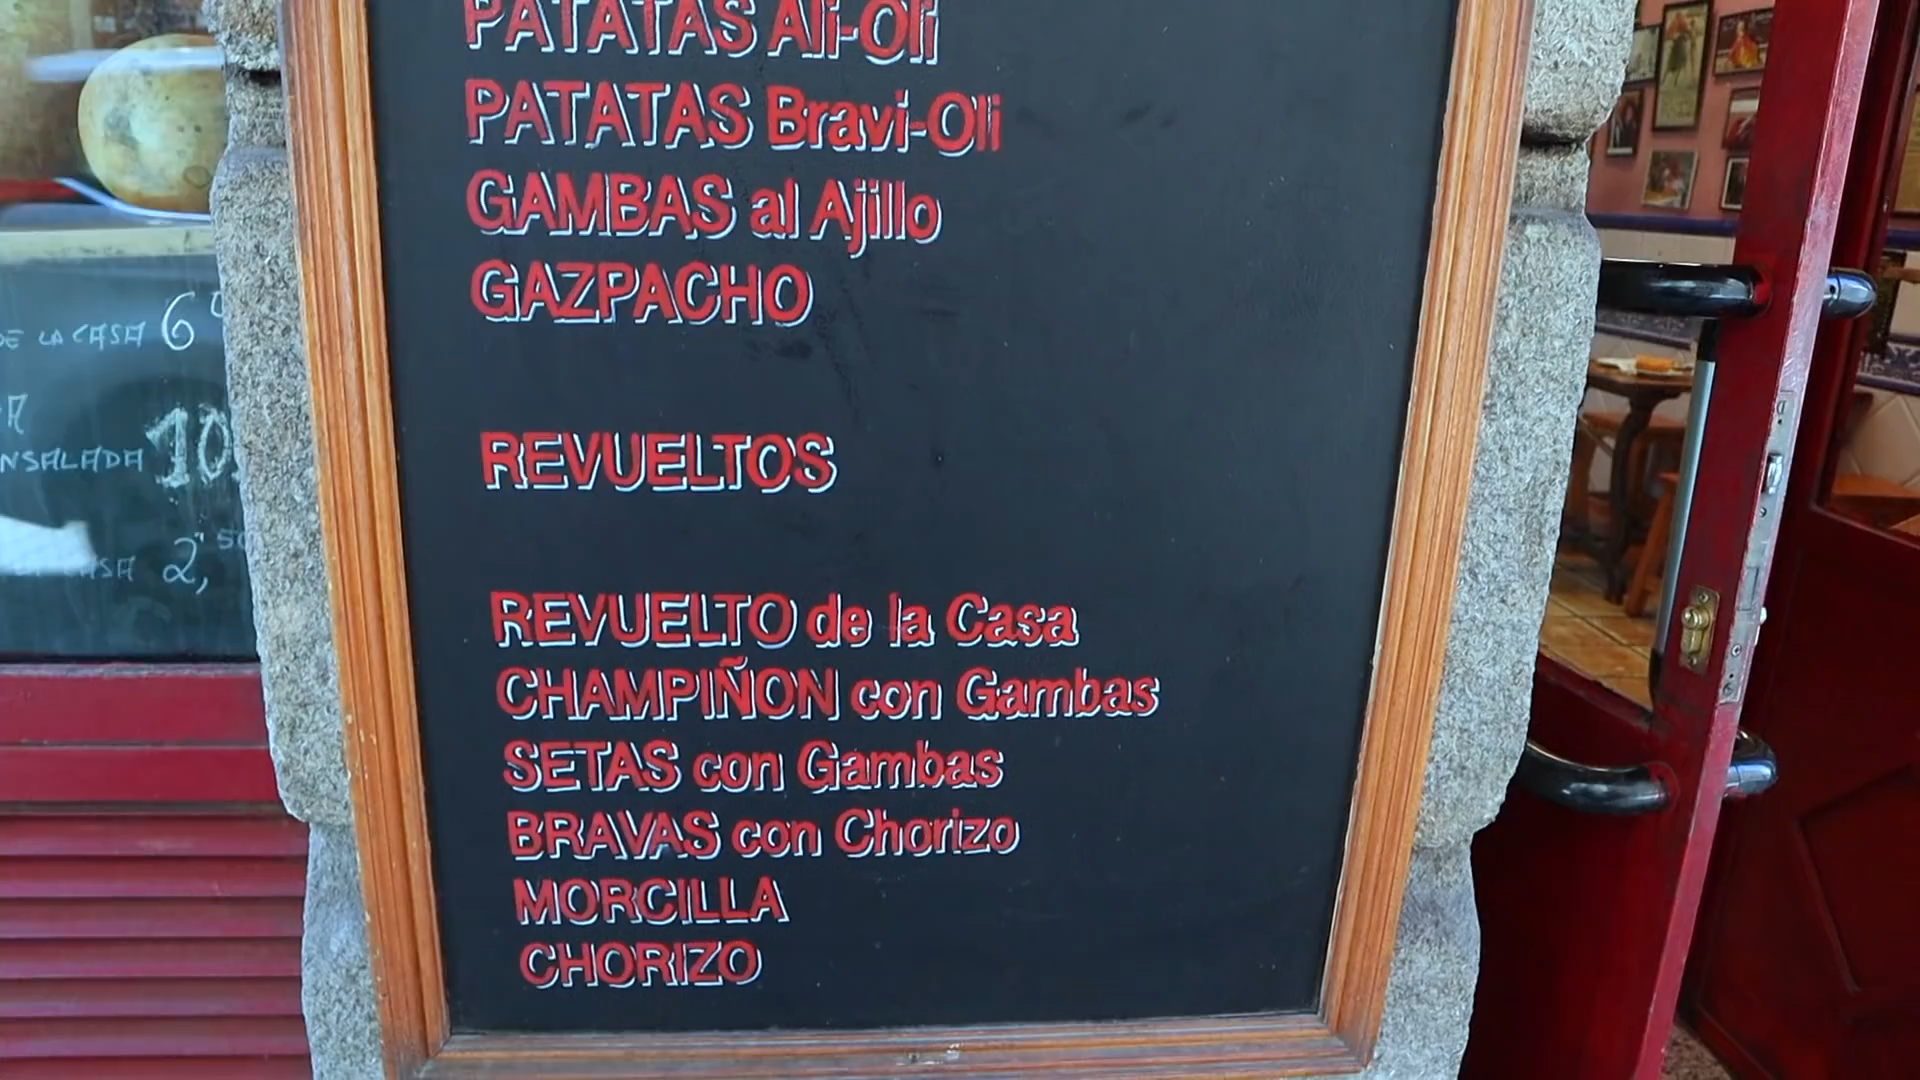 PATATAS Ali-Oli
PATATAS Bravi-Oli
GAMBAS al Ajillo
GAZPACHO
REVUELTOS
REVUELTO de la Casa
CHAMPIÑON con Gambas
SETAS con Gambas
BRAVAS con Chorizo
MORCILLA
CHORIZO
DE LA CASA 6
NSALADA 10
2,